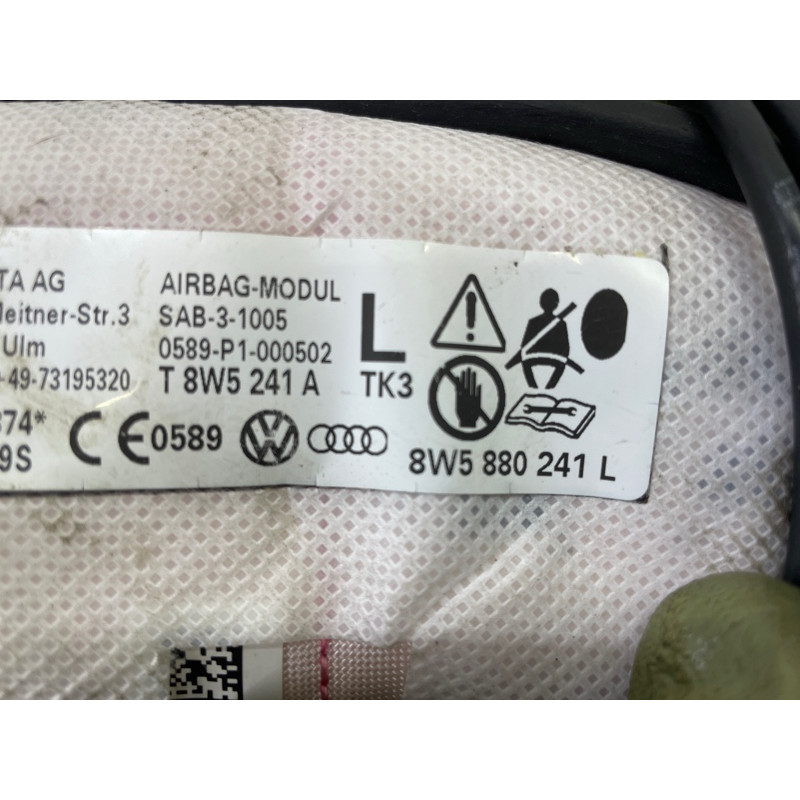 TA AG
AIRBAG-MODUL
Meitner-Str.3
SAB-3-1005
Ulm
0589-P1-000502
49-73195320
T 8W5 241 A
L
TK3
374*
9S
CE0589
8W5 880 241 L